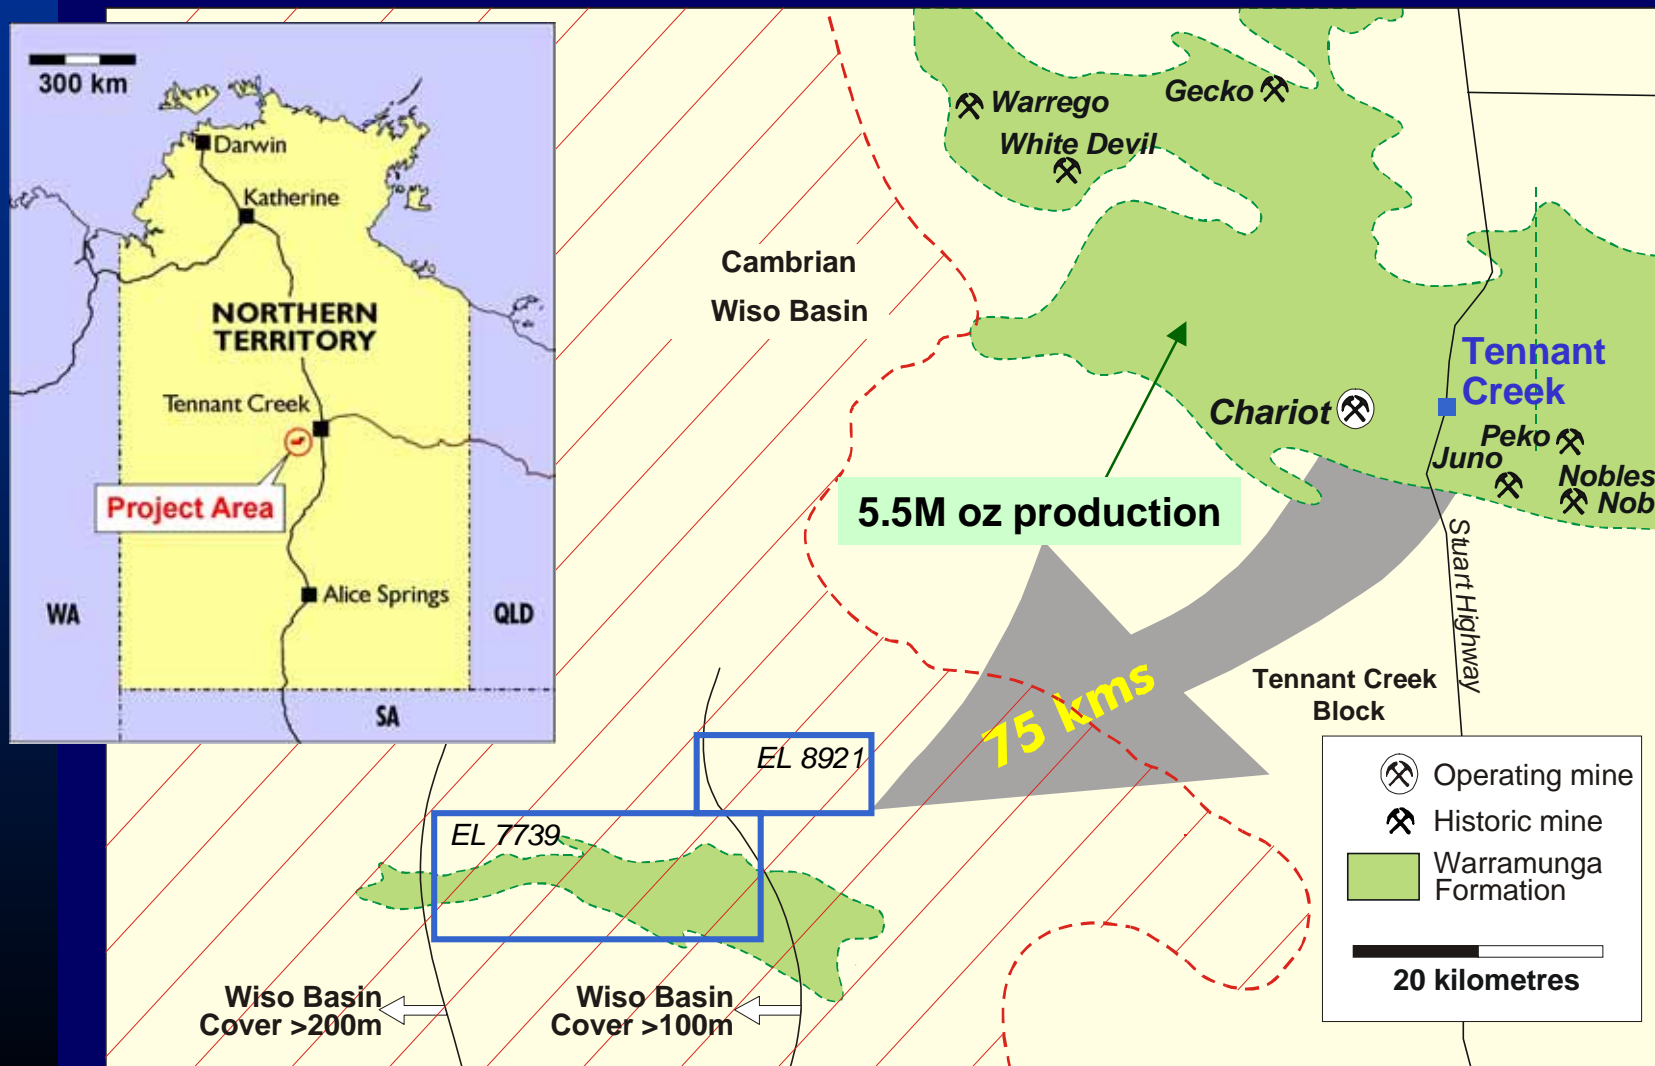 300 km
Darwin
Katherine
NORTHERN
TERRITORY
Tennant Creek
Project Area
Alice Springs
WA
QLD
SA
Warrego
Gecko
White Devil
Cambrian
Wiso Basin
Tennant
Creek
Chariot
Peko
Juno
Nobles
Nob
5.5M oz production
Stuart Highway
75 kms
Tennant Creek
Block
EL 8921
EL 7739
Wiso Basin
Cover >200m
Wiso Basin
Cover >100m
Operating mine
Historic mine
Warramunga
Formation
20 kilometres